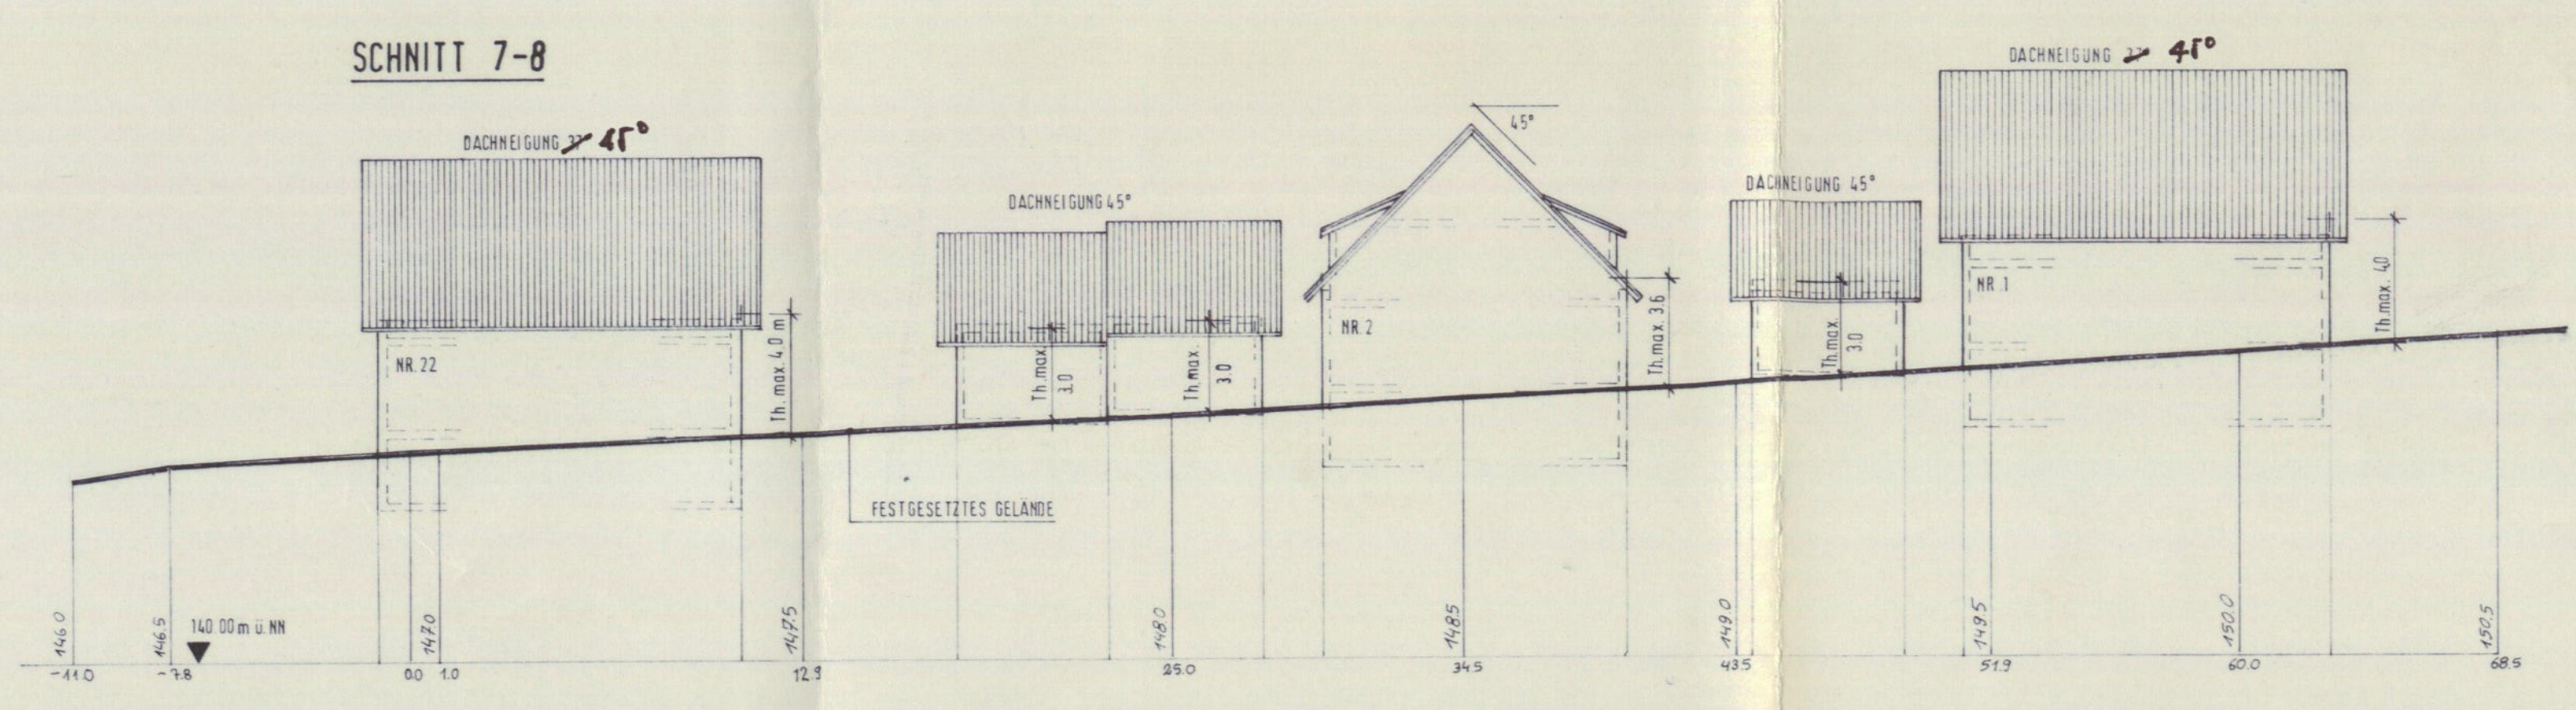 SCHNITT 7-8
DACHNEIGUNG 45°
NR. 22
Th. max. 4.0 m
DACHNEIGUNG 45°
Th.max.
3.0
Th.max.
3.0
45°
NR. 2
Th.max. 3.6
DACHNEIGUNG 45°
Th.max.
3.0
DACHNEIGUNG 45°
NR. 1
Th.max. 4.0
FESTGESETZTES GELÄNDE
140.00 m ü. NN
146.0
146.5
147.0
147.5
148.0
148.5
149.0
149.5
150.0
150.5
-11.0
-7.8
0.0
1.0
12.9
25.0
34.5
43.5
51.9
60.0
68.5